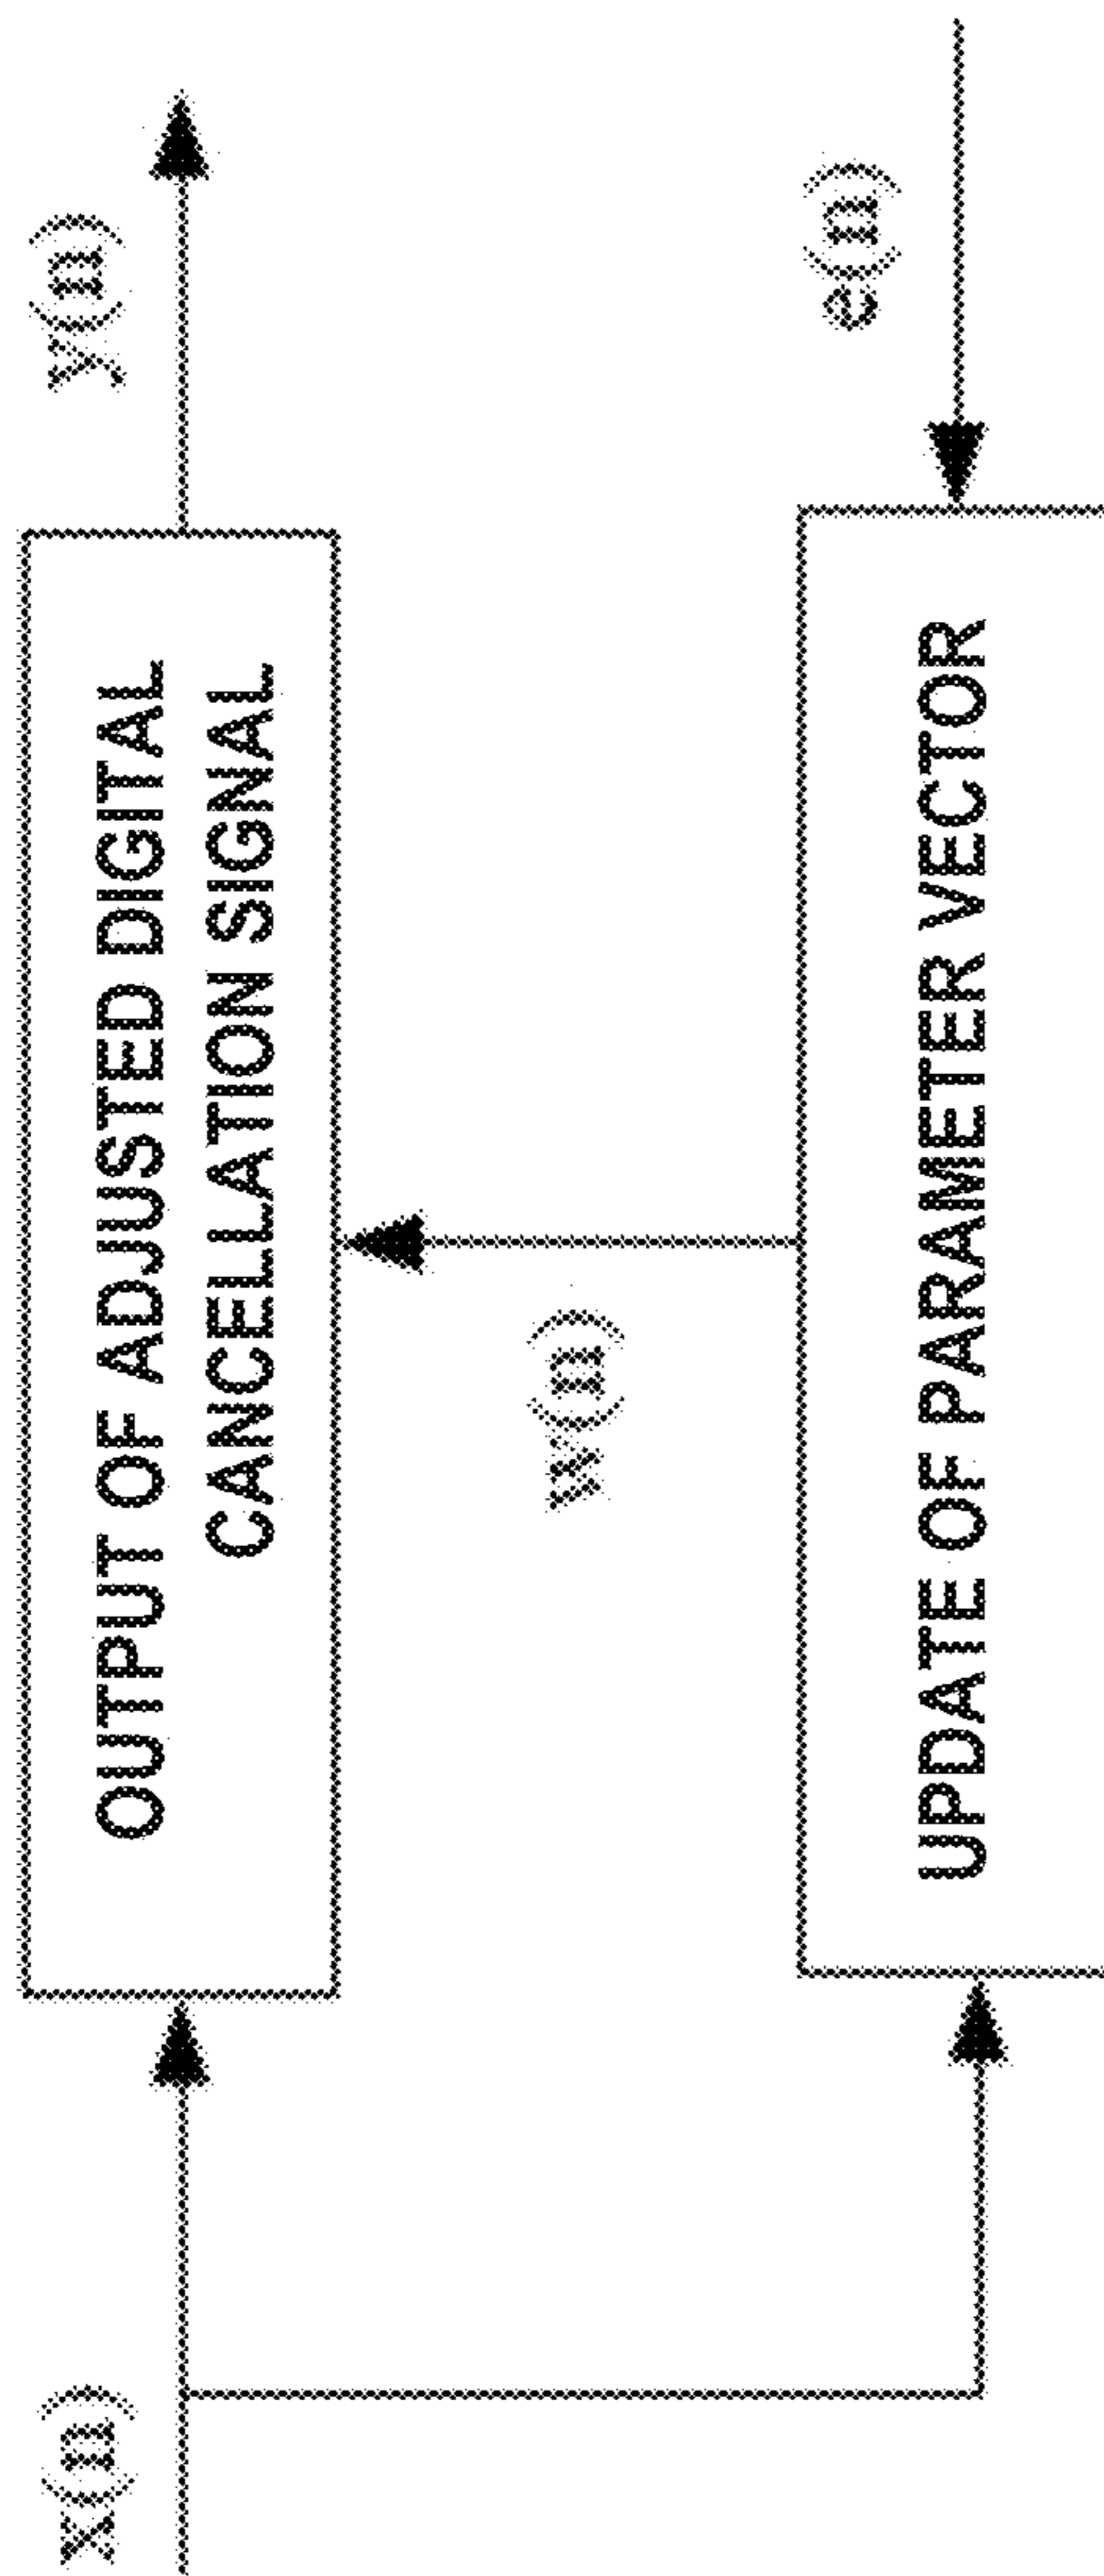 x(n)
OUTPUT OF ADJUSTED DIGITAL
CANCELLATION SIGNAL
y(n)
w(n)
e(n)
UPDATE OF PARAMETER VECTOR